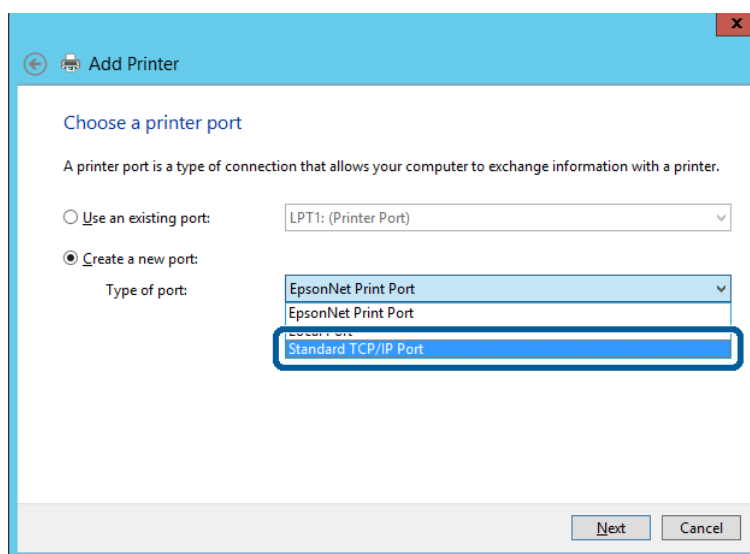 x
Add Printer
Choose a printer port
A printer port is a type of connection that allows your computer to exchange information with a printer.
Use an existing port: LPT1: (Printer Port)
Create a new port:
Type of port: EpsonNet Print Port
EpsonNet Print Port
Local Port
Standard TCP/IP Port
Next Cancel